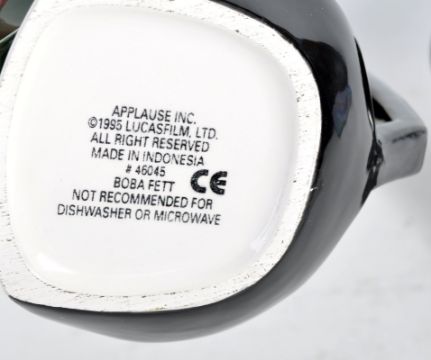 APPLAUSE INC.
©1995 LUCASFILM, LTD.
ALL RIGHT RESERVED
MADE IN INDONESIA
# 46045
BOBA FETT CE
NOT RECOMMENDED FOR
DISHWASHER OR MICROWAVE